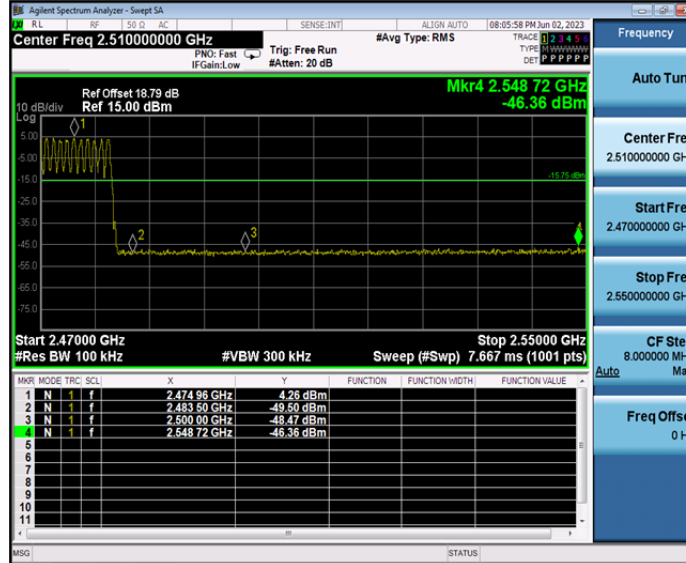 Agilent Spectrum Analyzer - Swept SA
RL RF 50 Ω AC SENSE:INT ALIGN AUTO 08:05:58 PM Jun 02, 2023
Center Freq 2.510000000 GHz #Avg Type: RMS TRACE 1 2 3 4 5 6
PNO: Fast Trig: Free Run TYPE M W W W W W
IFGain:Low #Atten: 20 dB DET P P P P P P
Ref Offset 18.79 dB Mkr4 2.548 72 GHz
10 dB/div Ref 15.00 dBm -46.36 dBm
Log
1
5.00
-5.00
-15.0
-15.75 dBm
-25.0
-35.0
2 3 4
-45.0
-55.0
-65.0
-75.0
Start 2.47000 GHz Stop 2.55000 GHz
#Res BW 100 kHz #VBW 300 kHz Sweep (#Swp) 7.667 ms (1001 pts)
MKR MODE TRC SCL X Y FUNCTION FUNCTION WIDTH FUNCTION VALUE
1 N 1 f 2.474 96 GHz 4.26 dBm
2 N 1 f 2.483 50 GHz -49.50 dBm
3 N 1 f 2.500 00 GHz -48.47 dBm
4 N 1 f 2.548 72 GHz -46.36 dBm
5
6
7
8
9
10
11
MSG STATUS
Frequency
Auto Tun
Center Fre
2.510000000 GH
Start Fre
2.470000000 GH
Stop Fre
2.550000000 GH
CF Ste
8.000000 MH
Auto Ma
Freq Offse
0 H